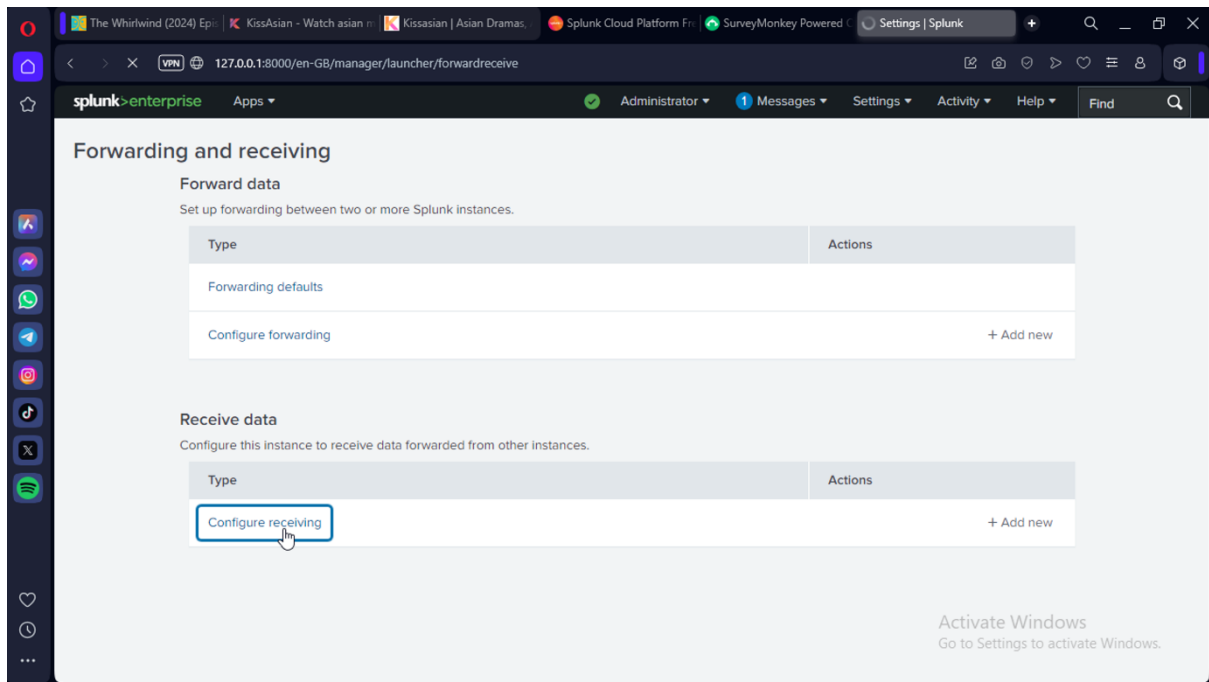 The Whirlwind (2024) Epi
KissAsian - Watch asian m
Kissasian | Asian Dramas,
Splunk Cloud Platform Fr
SurveyMonkey Powered
Settings | Splunk
VPN
127.0.0.1:8000/en-GB/manager/launcher/forwardreceive
splunk>enterprise Apps Administrator 1 Messages Settings Activity Help Find
Forwarding and receiving
Forward data
Set up forwarding between two or more Splunk instances.
Type Actions
Forwarding defaults
Configure forwarding + Add new
Receive data
Configure this instance to receive data forwarded from other instances.
Type Actions
Configure receiving + Add new
Activate Windows
Go to Settings to activate Windows.